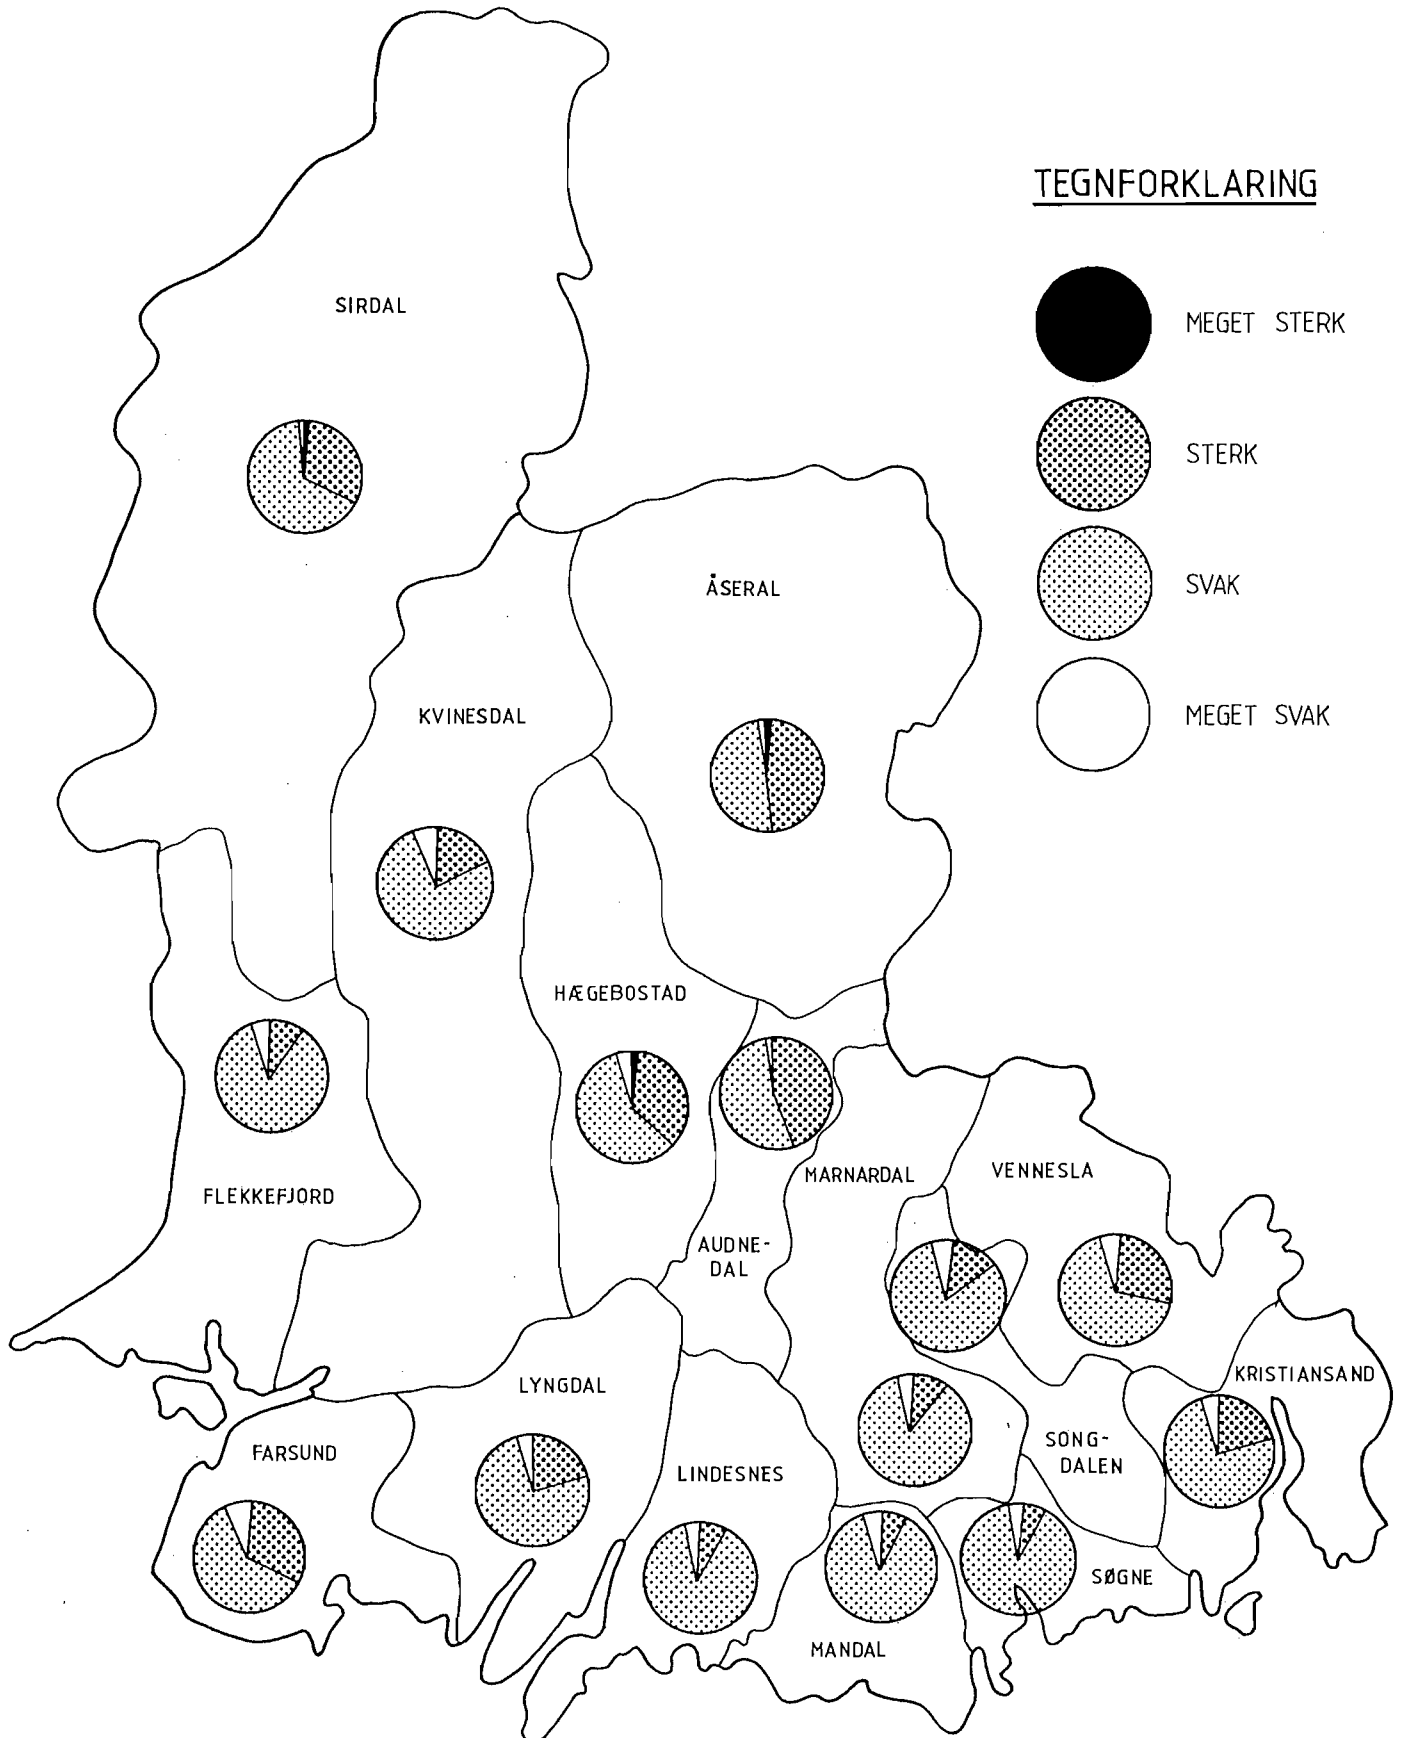 TEGNFORKLARING
MEGET STERK
STERK
SVAK
MEGET SVAK
SIRDAL
ÅSERAL
KVINESDAL
HÆGEBOSTAD
FLEKKEFJORD
MARNARDAL
VENNESLA
AUDNE-
DAL
LYNGDAL
KRISTIANSAND
FARSUND
LINDESNES
SONG-
DALEN
SØGNE
MANDAL